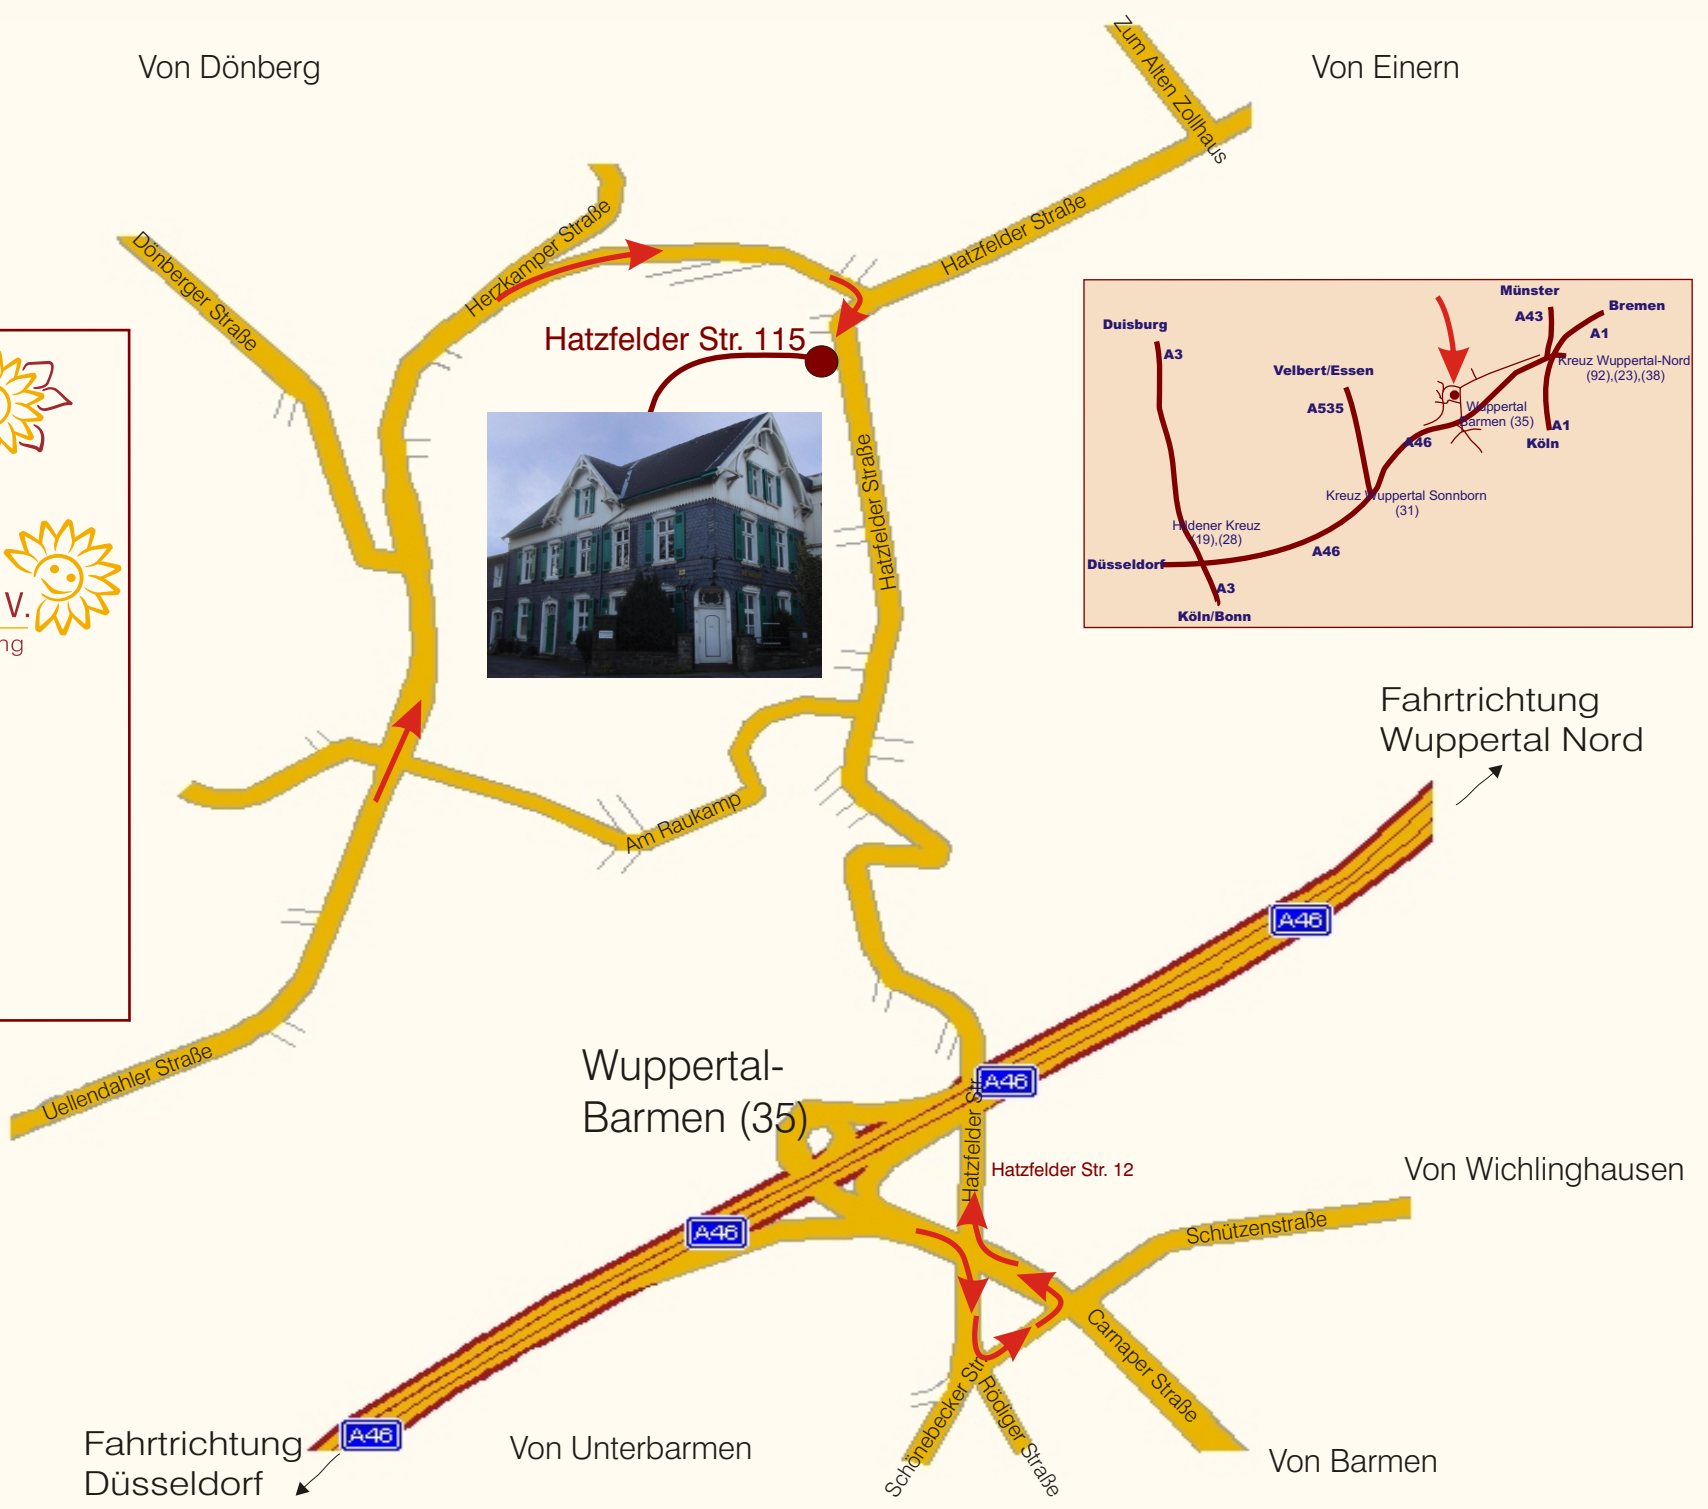 Von Dönberg
Zum Alten Zollhaus
Von Einern
Dönberger Straße
Herzkamper Straße
Hatzfelder Straße
Hatzfelder Str. 115
Hatzfelder Straße
V.
ng
Münster
A43
Bremen
A1
Duisburg
A3
Kreuz Wuppertal-Nord
(92),(23),(38)
Velbert/Essen
A535
Wuppertal
Barmen (35)
A46
A1
Köln
Kreuz Wuppertal Sonnborn
(31)
Hildener Kreuz
(19),(28)
A46
Düsseldorf
A3
Köln/Bonn
Fahrtrichtung
Wuppertal Nord
Am Raukamp
A46
Uellendahler Straße
Wuppertal-
Barmen (35)
A46
Hatzfelder Str.
Hatzfelder Str. 12
Von Wichlinghausen
A46
Schützenstraße
Carnaper Straße
Schönebecker Str.
Rödiger Straße
A46
Fahrtrichtung
Düsseldorf
Von Unterbarmen
Von Barmen